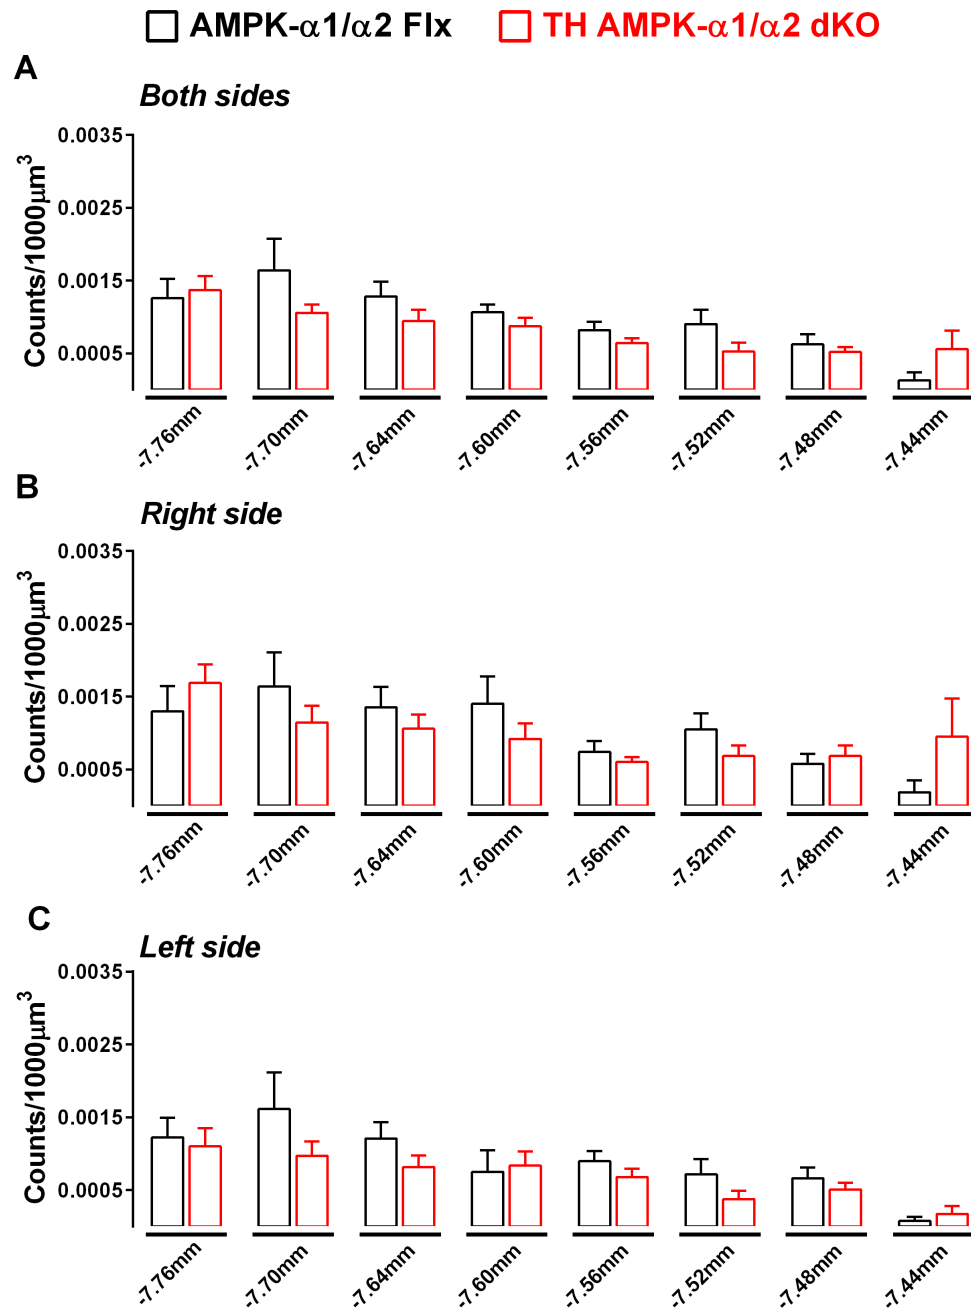 AMPK-α1/α2 Flx TH AMPK-α1/α2 dKO
A
Both sides
Counts/1000μm³
0.0035
0.0025
0.0015
0.0005
-7.76mm -7.70mm -7.64mm -7.60mm -7.56mm -7.52mm -7.48mm -7.44mm
B
Right side
Counts/1000μm³
0.0035
0.0025
0.0015
0.0005
-7.76mm -7.70mm -7.64mm -7.60mm -7.56mm -7.52mm -7.48mm -7.44mm
C
Left side
Counts/1000μm³
0.0035
0.0025
0.0015
0.0005
-7.76mm -7.70mm -7.64mm -7.60mm -7.56mm -7.52mm -7.48mm -7.44mm